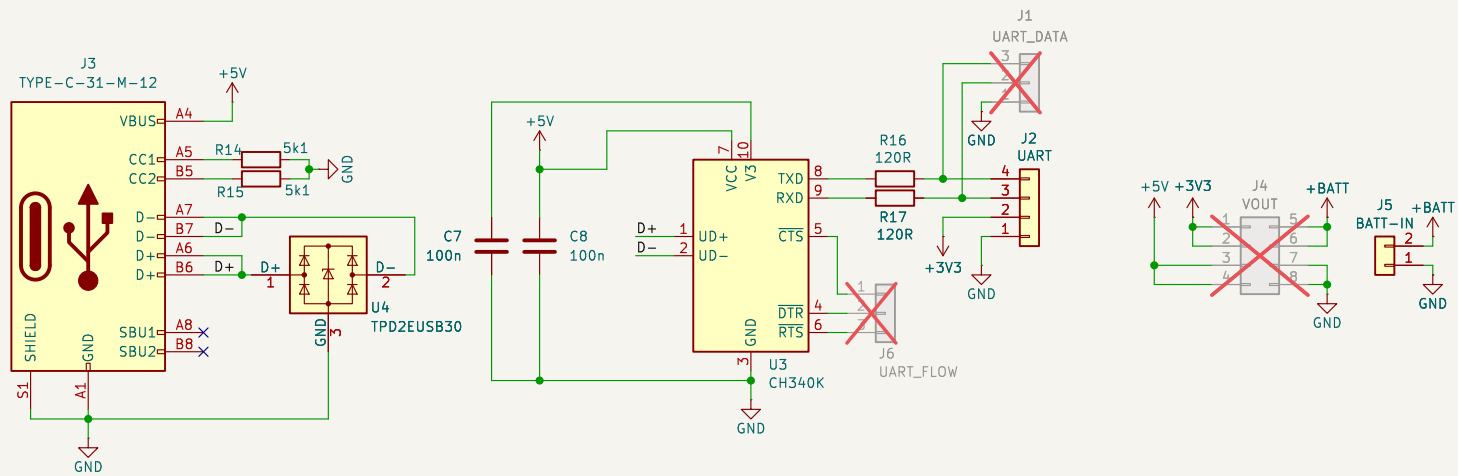 J3
TYPE-C-31-M-12
+5V
VBUS
A4
CC1
A5
CC2
B5
R14
5k1
R15
5k1
GND
D-
A7
D-
B7
D-
D+
A6
D+
B6
D+
SBU1
A8
SBU2
B8
SHIELD
GND
S1
A1
GND
D+
1
D-
2
GND
3
U4
TPD2EUSB30
+5V
C7
100n
C8
100n
D+
D-
1
UD+
2
UD-
7
VCC
10
V3
TXD
8
RXD
9
CTS
5
DTR
4
RTS
6
GND
3
U3
CH340K
GND
R16
120R
R17
120R
J1
UART_DATA
3
2
1
GND
J2
UART
4
3
2
1
+3V3
GND
1
2
3
J6
UART_FLOW
+5V
+3V3
J4
VOUT
1
2
3
4
5
6
7
8
+BATT
GND
J5
BATT-IN
2
1
+BATT
GND